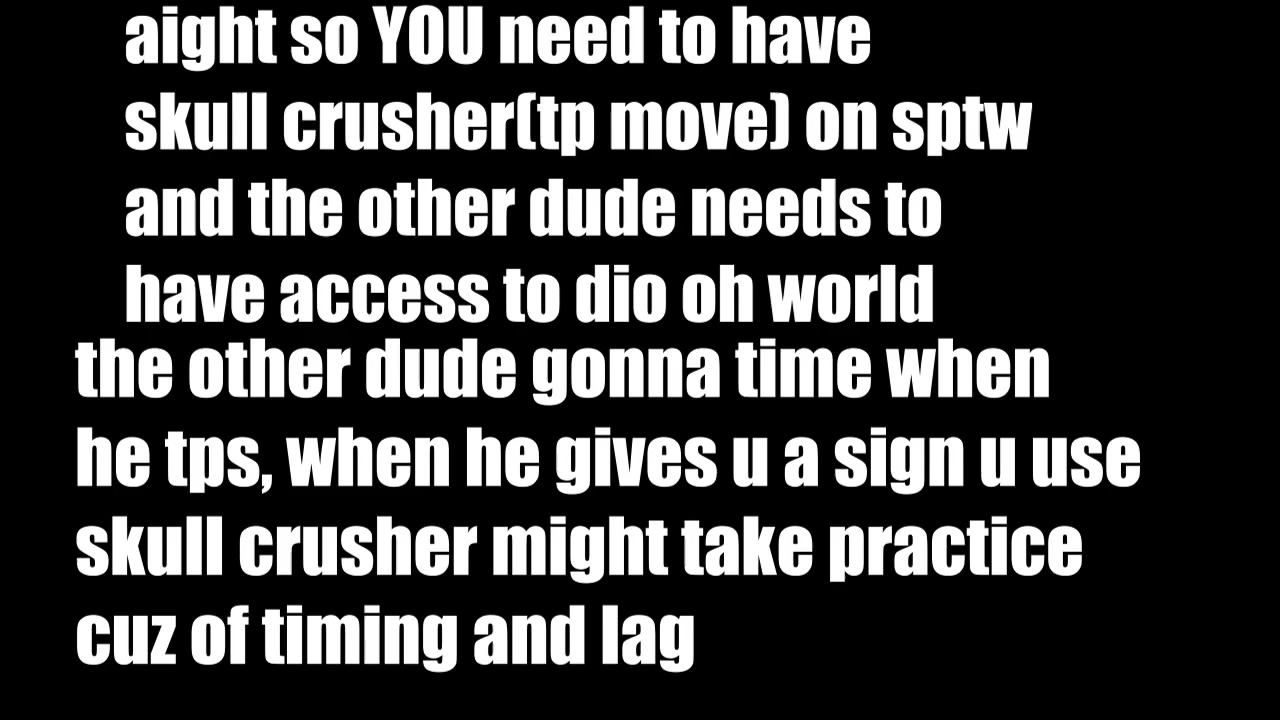 aight so YOU need to have
skull crusher(tp move) on sptw
and the other dude needs to
have access to dio oh world
the other dude gonna time when
he tps, when he gives u a sign u use
skull crusher might take practice
cuz of timing and lag